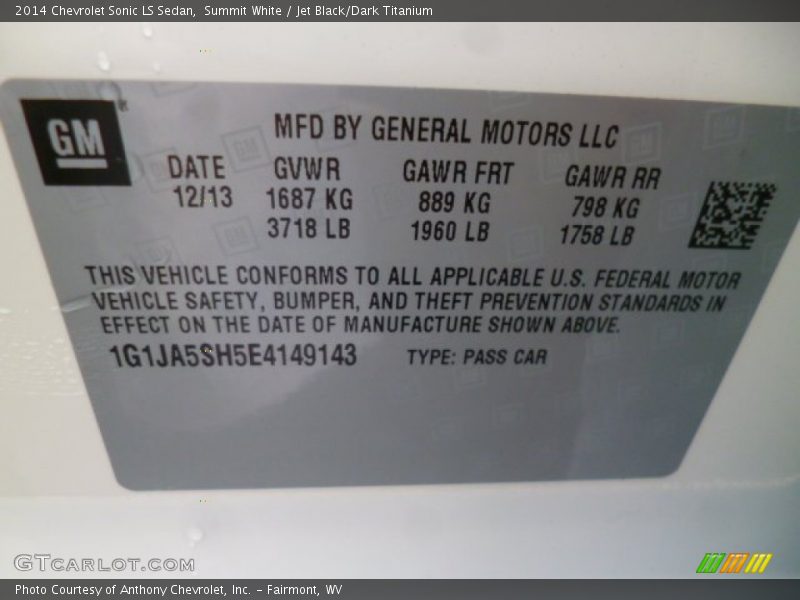 2014 Chevrolet Sonic LS Sedan,  Summit White / Jet Black/Dark Titanium
GM
MFD BY GENERAL MOTORS LLC
DATE GVWR GAWR FRT GAWR RR
12/13 1687 KG 889 KG 798 KG
3718 LB 1960 LB 1758 LB
THIS VEHICLE CONFORMS TO ALL APPLICABLE U.S. FEDERAL MOTOR
VEHICLE SAFETY, BUMPER, AND THEFT PREVENTION STANDARDS IN
EFFECT ON THE DATE OF MANUFACTURE SHOWN ABOVE.
1G1JA5SH5E4149143 TYPE: PASS CAR
GTCARLOT.COM
Photo Courtesy of Anthony Chevrolet, Inc. – Fairmont, WV